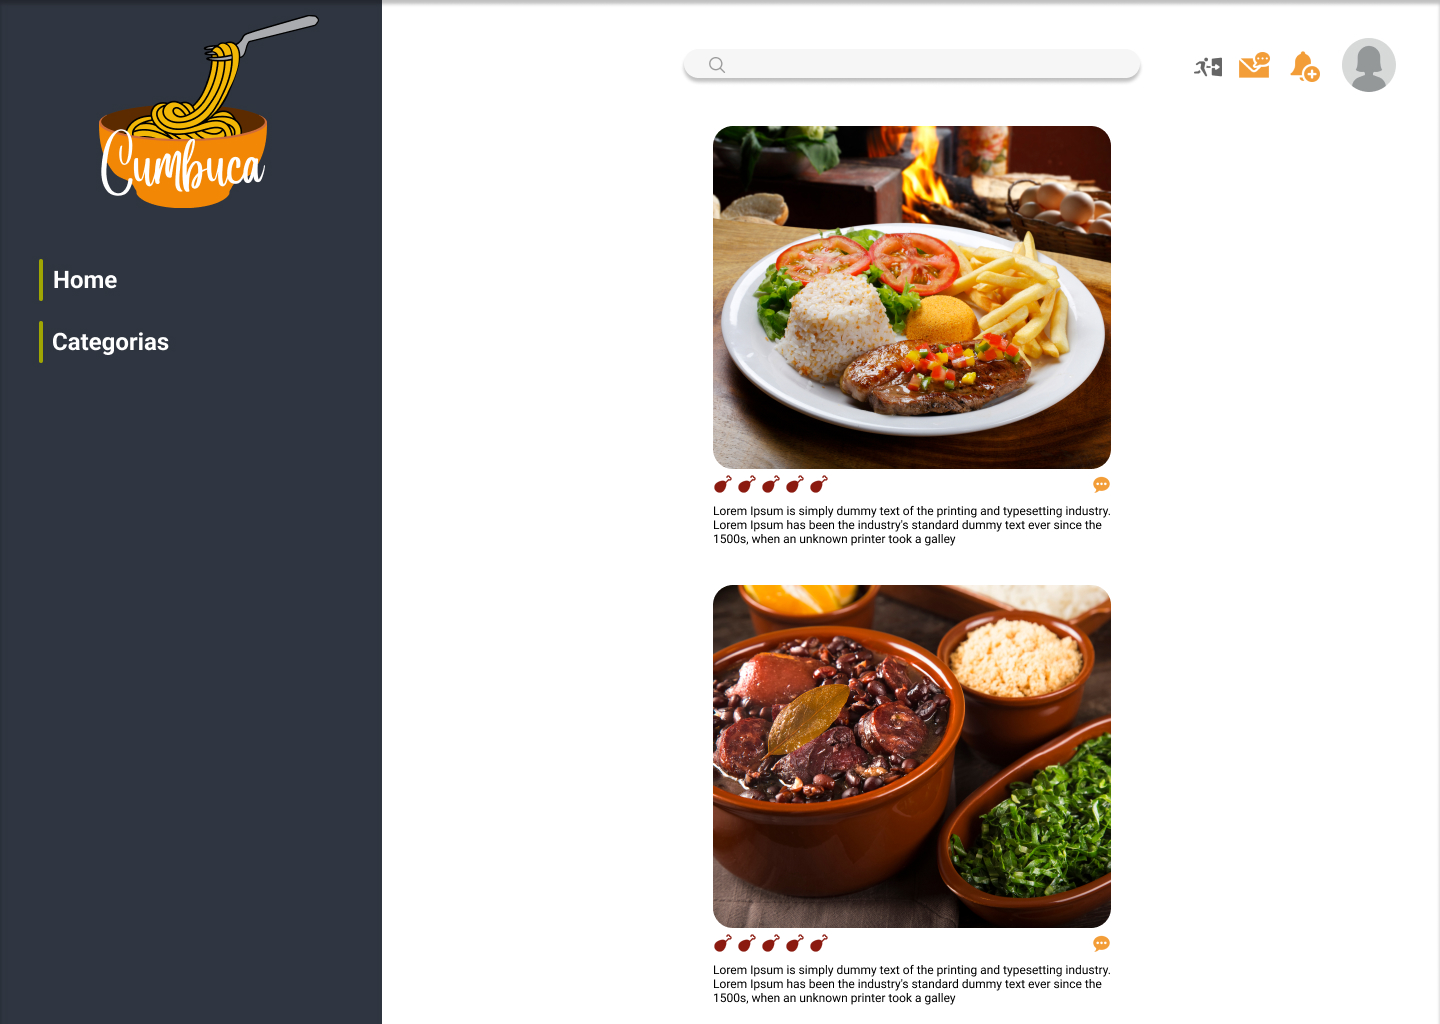 Cumbuca
Home
Categorias
Lorem Ipsum is simply dummy text of the printing and typesetting industry.
Lorem Ipsum has been the industry's standard dummy text ever since the
1500s, when an unknown printer took a galley
Lorem Ipsum is simply dummy text of the printing and typesetting industry.
Lorem Ipsum has been the industry's standard dummy text ever since the
1500s, when an unknown printer took a galley